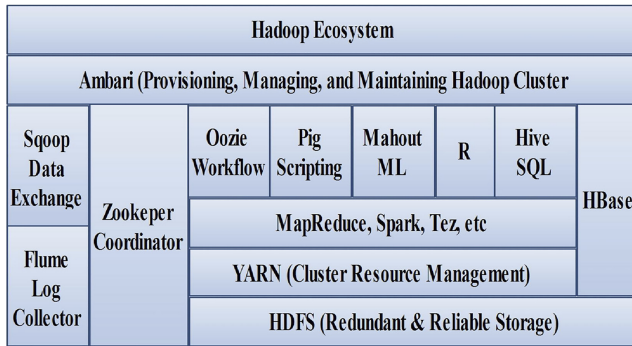 Hadoop Ecosystem
Ambari (Provisioning, Managing, and Maintaining Hadoop Cluster
Sqoop
Data
Exchange
Flume
Log
Collector
Zookeper
Coordinator
Oozie
Workflow
Pig
Scripting
Mahout
ML
R
Hive
SQL
HBase
MapReduce, Spark, Tez, etc
YARN (Cluster Resource Management)
HDFS (Redundant & Reliable Storage)